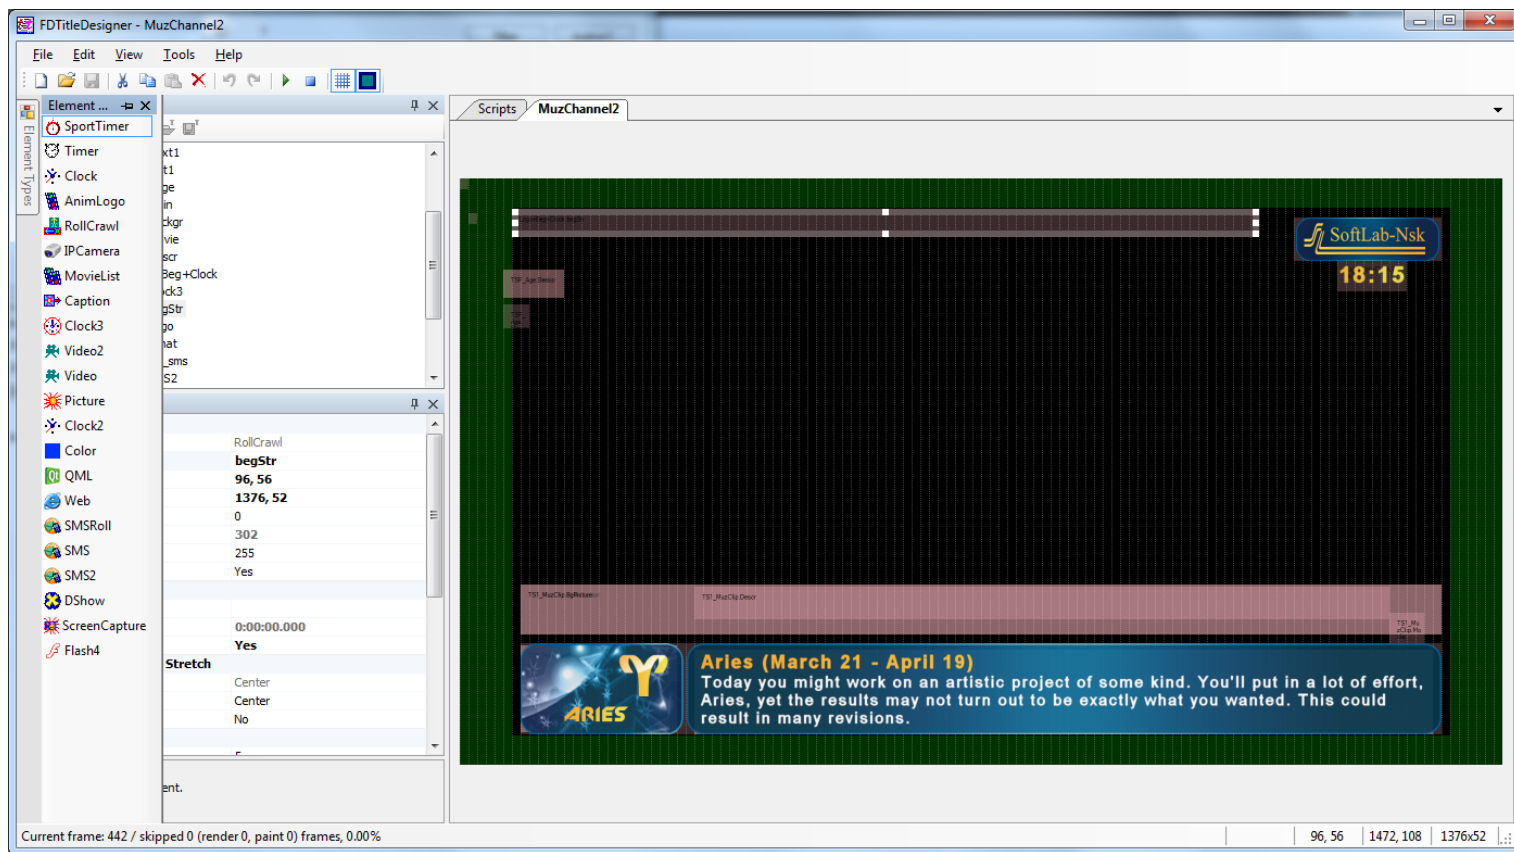 FDTitleDesigner - MuzChannel2
File Edit View Tools Help
Element ...
Element Types
SportTimer
Timer
Clock
AnimLogo
RollCrawl
IPCamera
MovieList
Caption
Clock3
Video2
Video
Picture
Clock2
Color
QML
Web
SMSRoll
SMS
SMS2
DShow
ScreenCapture
Flash4
xt1
t1
ge
in
ckgr
vie
scr
Beg+Clock
ock3
gStr
go
nat
_sms
S2
RollCrawl
begStr
96, 56
1376, 52
0
302
255
Yes
0:00:00.000
Yes
Stretch
Center
Center
No
ent.
Scripts MuzChannel2
SoftLab-Nsk
18:15
TS1_MuzClip.Descr
Aries (March 21 - April 19)
Today you might work on an artistic project of some kind. You'll put in a lot of effort,
Aries, yet the results may not turn out to be exactly what you wanted. This could
result in many revisions.
ARIES
Current frame: 442 / skipped 0 (render 0, paint 0) frames, 0.00%
96, 56 1472, 108 1376x52